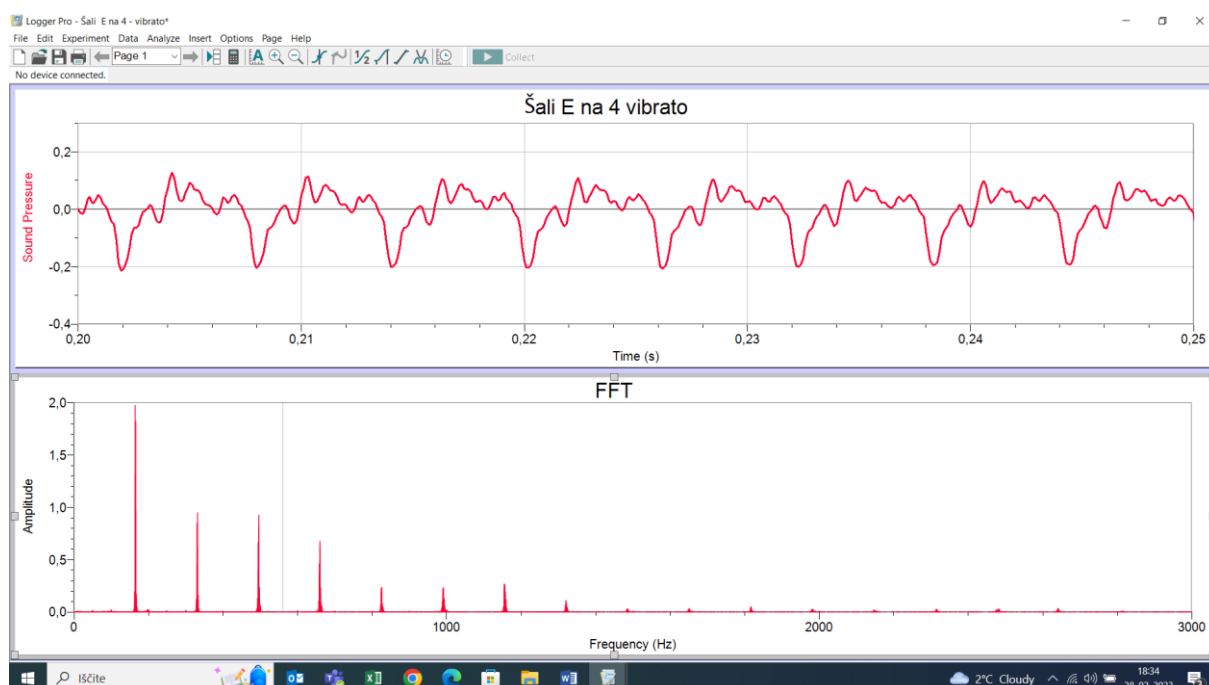 Logger Pro - Šali E na 4 - vibrato*
File Edit Experiment Data Analyze Insert Options Page Help
Page 1
Collect
No device connected.
Šali E na 4 vibrato
Sound Pressure
0,2
0,0
-0,2
-0,4
0,20 0,21 0,22 0,23 0,24 0,25
Time (s)
FFT
Amplitude
2,0
1,5
1,0
0,5
0,0
0 1000 2000 3000
Frequency (Hz)
Iščite
2°C Cloudy
18:34